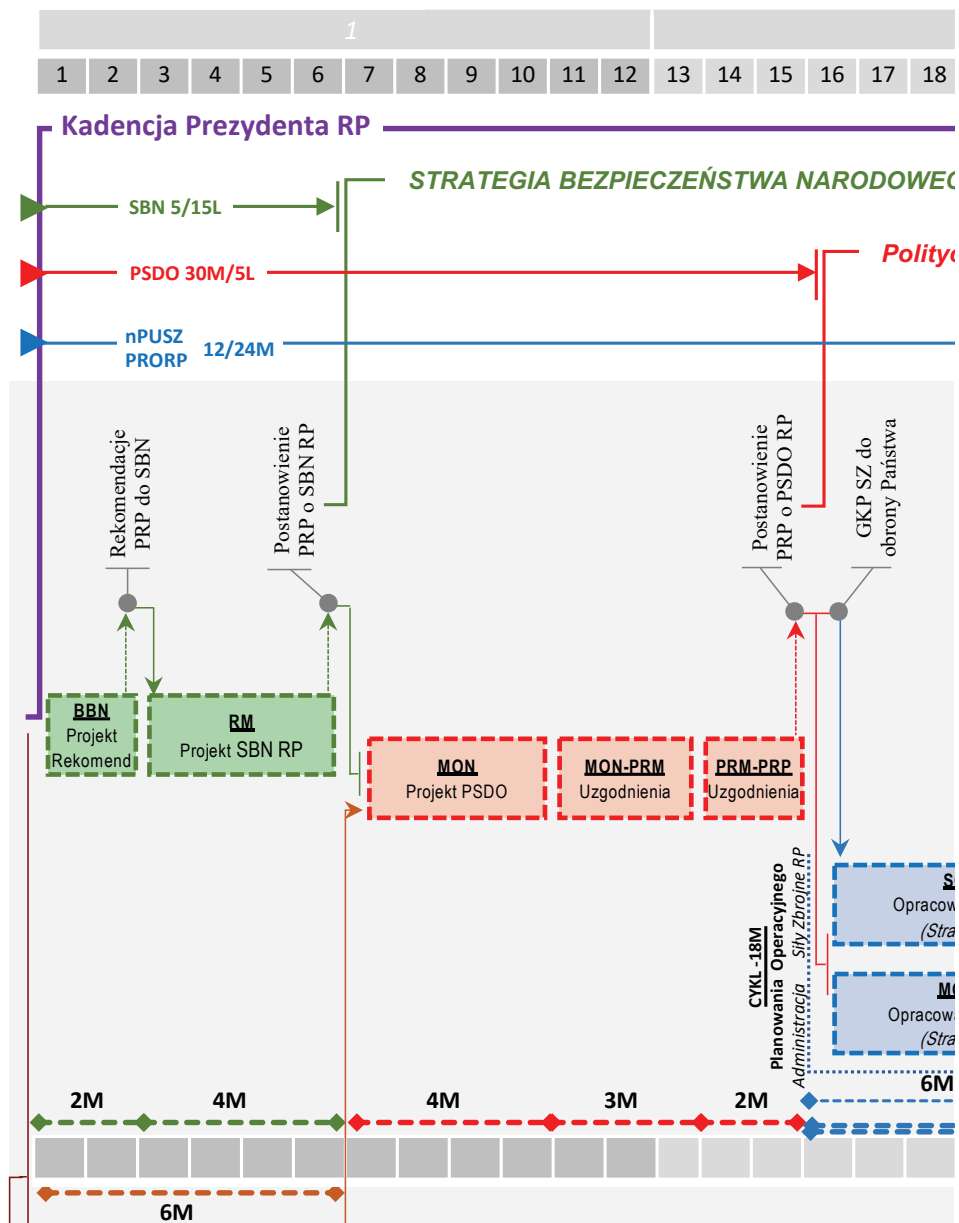 1
1 2 3 4 5 6 7 8 9 10 11 12 13 14 15 16 17 18
Kadencja Prezydenta RP
STRATEGIA BEZPIECZEŃSTWA NARODOWEG
SBN 5/15L
Polityc
PSDO 30M/5L
nPUSZ
PRORP
12/24M
Rekomendacje
PRP do SBN
Postanowienie
PRP o SBN RP
Postanowienie
PRP o PSDO RP
GKP SZ do
obrony Państwa
BBN
Projekt
Rekomend
RM
Projekt SBN RP
MON
Projekt PSDO
MON-PRM
Uzgodnienia
PRM-PRP
Uzgodnienia
CYKL -18M
Planowania Operacyjnego
Administracja Siły Zbrojne RP
Opracow
(Stra
MO
Opracowa
(Stra
2M 4M 4M 3M 2M 6M
6M